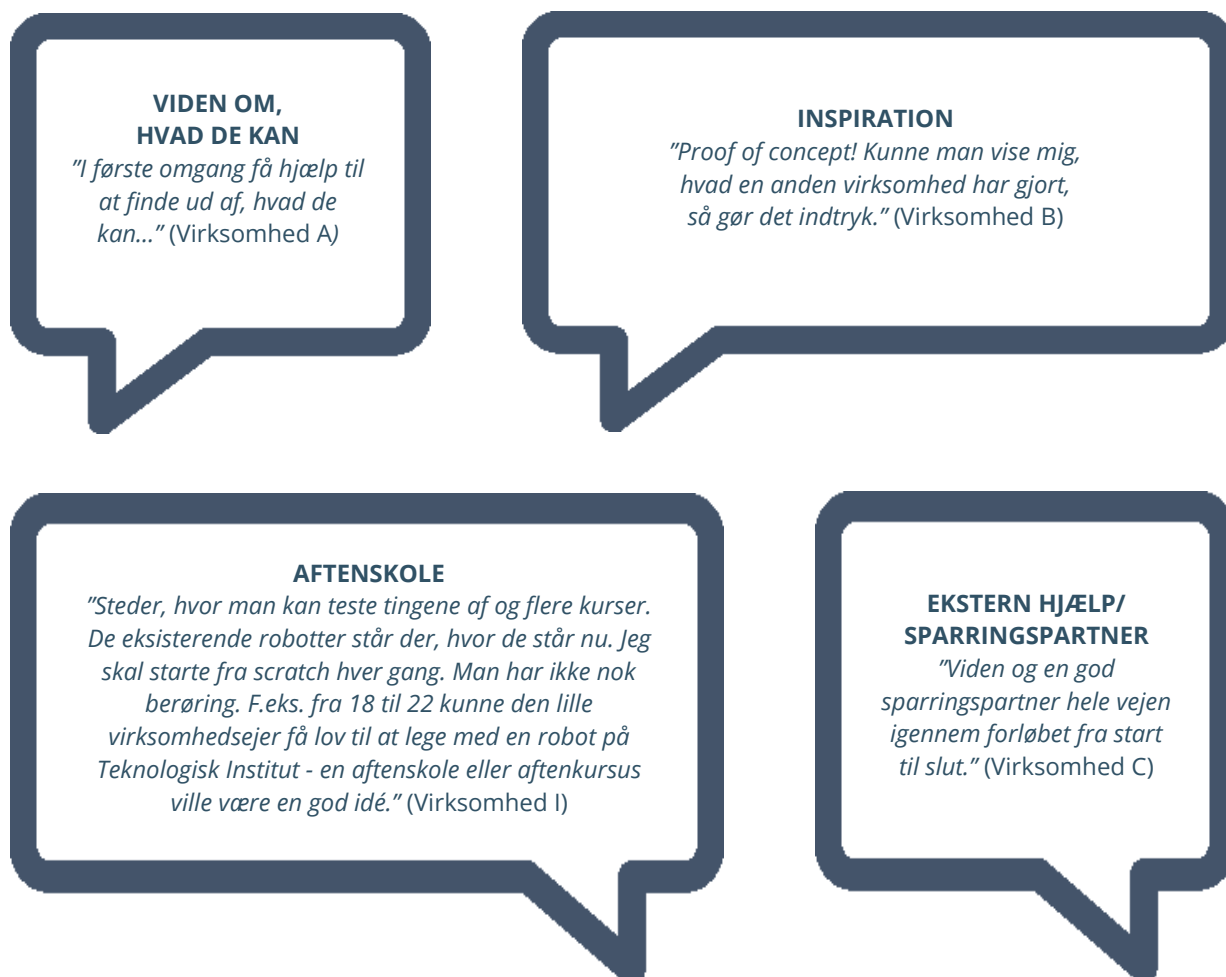 VIDEN OM,
HVAD DE KAN
”I første omgang få hjælp til
at finde ud af, hvad de
kan...” (Virksomhed A)
INSPIRATION
”Proof of concept! Kunne man vise mig,
hvad en anden virksomhed har gjort,
så gør det indtryk.” (Virksomhed B)
AFTENSKOLE
”Steder, hvor man kan teste tingene af og flere kurser.
De eksisterende robotter står der, hvor de står nu. Jeg
skal starte fra scratch hver gang. Man har ikke nok
berøring. F.eks. fra 18 til 22 kunne den lille
virksomhedsejer få lov til at lege med en robot på
Teknologisk Institut - en aftenskole eller aftenkursus
ville være en god idé.” (Virksomhed I)
EKSTERN HJÆLP/
SPARRINGSPARTNER
”Viden og en god
sparringspartner hele vejen
igennem forløbet fra start
til slut.” (Virksomhed C)